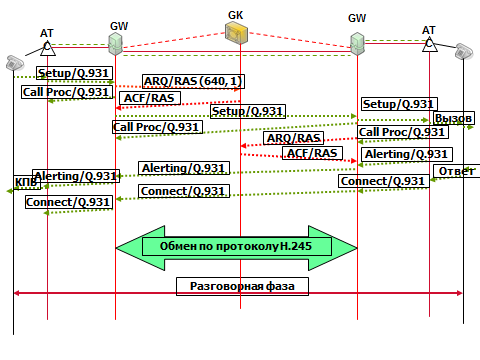 GK
GW
GW
AT
AT
C
C
Setup/Q.931
ARQ/RAS (640,1)
Call Proc/Q.931
ACF/RAS
Setup/Q.931
Setup/Q.931
Вызов
Call Proc/Q.931
Call Proc/Q.931
ARQ/RAS
ACF/RAS
Alerting/Q.931
Alerting/Q.931
Ответ
Alerting/Q.931
КПВ
Connect/Q.931
Connect/Q.931
Connect/Q.931
Обмен по протоколу H.245
Разговорная фаза